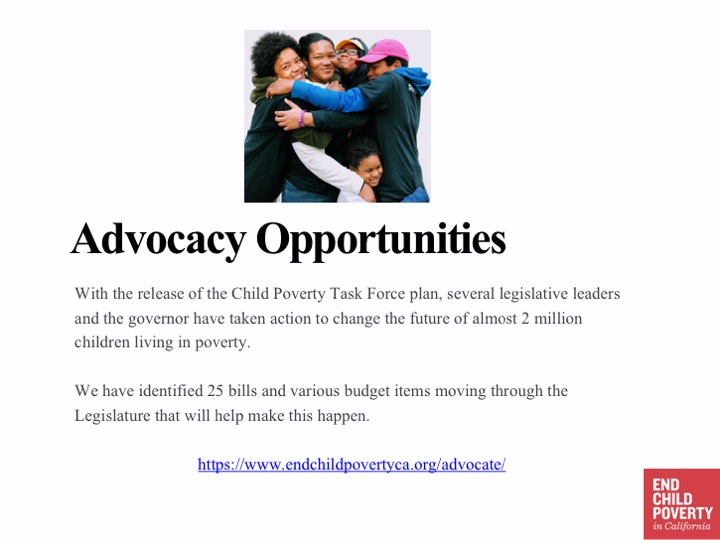 Advocacy Opportunities
With the release of the Child Poverty Task Force plan, several legislative leaders
and the governor have taken action to change the future of almost 2 million
children living in poverty.
We have identified 25 bills and various budget items moving through the
Legislature that will help make this happen.
https://www.endchildpovertyca.org/advocate/
END
CHILD
POVERTY
in California